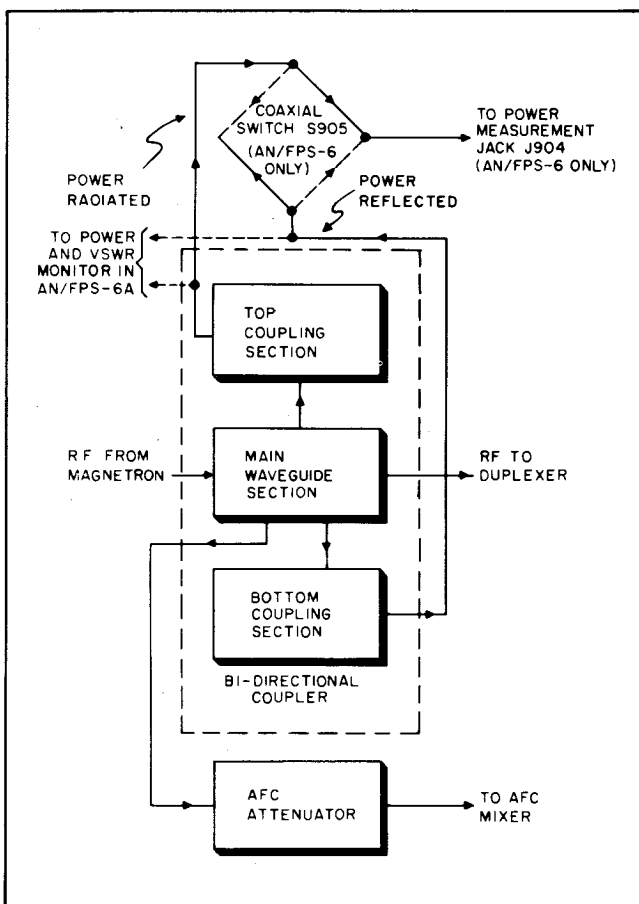 COAXIAL
SWITCH S905
(AN/FPS-6
ONLY)
TO POWER
MEASUREMENT
JACK J904
(AN/FPS-6 ONLY)
POWER
RADIATED
POWER
REFLECTED
TO POWER
AND VSWR
MONITOR IN
AN/FPS-6A
TOP
COUPLING
SECTION
RF FROM
MAGNETRON
MAIN
WAVEGUIDE
SECTION
RF TO
DUPLEXER
BOTTOM
COUPLING
SECTION
BI-DIRECTIONAL
COUPLER
AFC
ATTENUATOR
TO AFC
MIXER